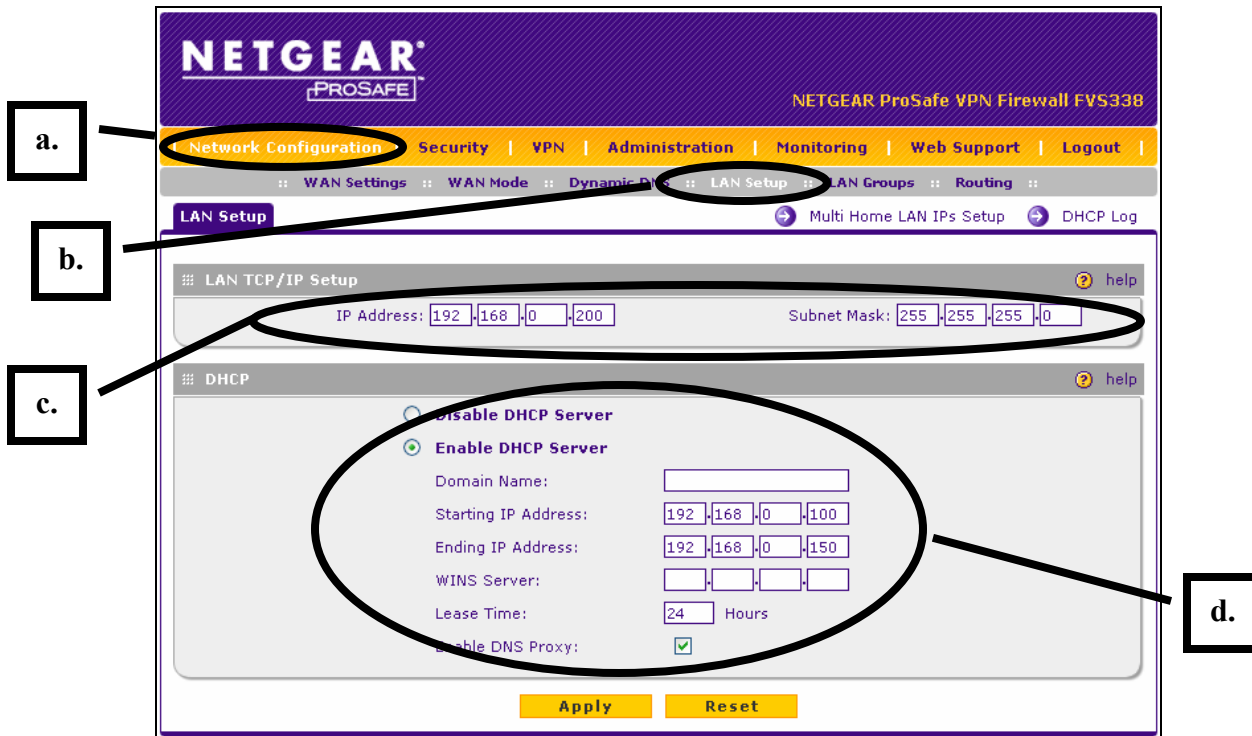 NETGEAR®
PROSAFE™
NETGEAR ProSafe VPN Firewall FVS338
a.
| Network Configuration | Security | VPN | Administration | Monitoring | Web Support | Logout |
:: WAN Settings :: WAN Mode :: Dynamic DNS :: LAN Setup :: LAN Groups :: Routing ::
LAN Setup Multi Home LAN IPs Setup DHCP Log
b.
LAN TCP/IP Setup ? help
IP Address: 192 .168 .0 .200 Subnet Mask: 255 .255 .255 .0
c.
DHCP ? help
Disable DHCP Server
Enable DHCP Server
Domain Name:
Starting IP Address: 192 .168 .0 .100
Ending IP Address: 192 .168 .0 .150
WINS Server: . . .
Lease Time: 24 Hours
Enable DNS Proxy:
d.
Apply Reset